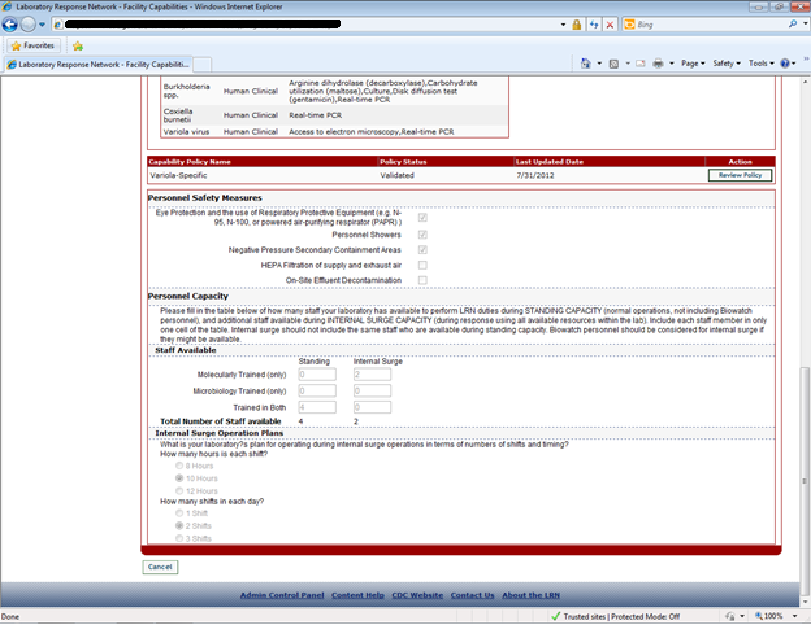 Laboratory Response Network - Facility Capabilities - Windows Internet Explorer
Bing
Favorites
Laboratory Response Network - Facility Capabiliti...
Page Safety Tools
Burkholderia spp. Human Clinical Arginine dihydrolase (decarboxylase),Carbohydrate utilization (maltose),Culture,Disk diffusion test (gentamicin),Real-time PCR
Coxiella burnetii Human Clinical Real-time PCR
Variola virus Human Clinical Access to electron microscopy,Real-time PCR
Capability Policy Name Policy Status Last Updated Date Action
Variola-Specific Validated 7/31/2012 Review Policy
Personnel Safety Measures
Eye Protection and the use of Respiratory Protective Equipment (e.g. N-
95, N-100, or powered air-purifying respirator (PAPR) )
Personnel Showers
Negative Pressure Secondary Containment Areas
HEPA Filtration of supply and exhaust air
On-Site Effluent Decontamination
Personnel Capacity
Please fill in the table below of how many staff your laboratory has available to perform LRN duties during STANDING CAPACITY (normal operations, not including Biowatch
personnel), and additional staff available during INTERNAL SURGE CAPACITY (during response using all available resources within the lab). Include each staff member in only
one cell of the table. Internal surge should not include the same staff who are available during standing capacity. Biowatch personnel should be considered for internal surge if
they might be available.
Staff Available
Standing Internal Surge
Molecularly Trained (only) 0 2
Microbiology Trained (only) 0 0
Trained in Both 4 0
Total Number of Staff available 4 2
Internal Surge Operation Plans
What is your laboratory?s plan for operating during internal surge operations in terms of numbers of shifts and timing?
How many hours is each shift?
8 Hours
10 Hours
12 Hours
How many shifts in each day?
1 Shift
2 Shifts
3 Shifts
Cancel
Admin Control Panel Content Help CDC Website Contact Us About the LRN
Done Trusted sites | Protected Mode: Off 100%